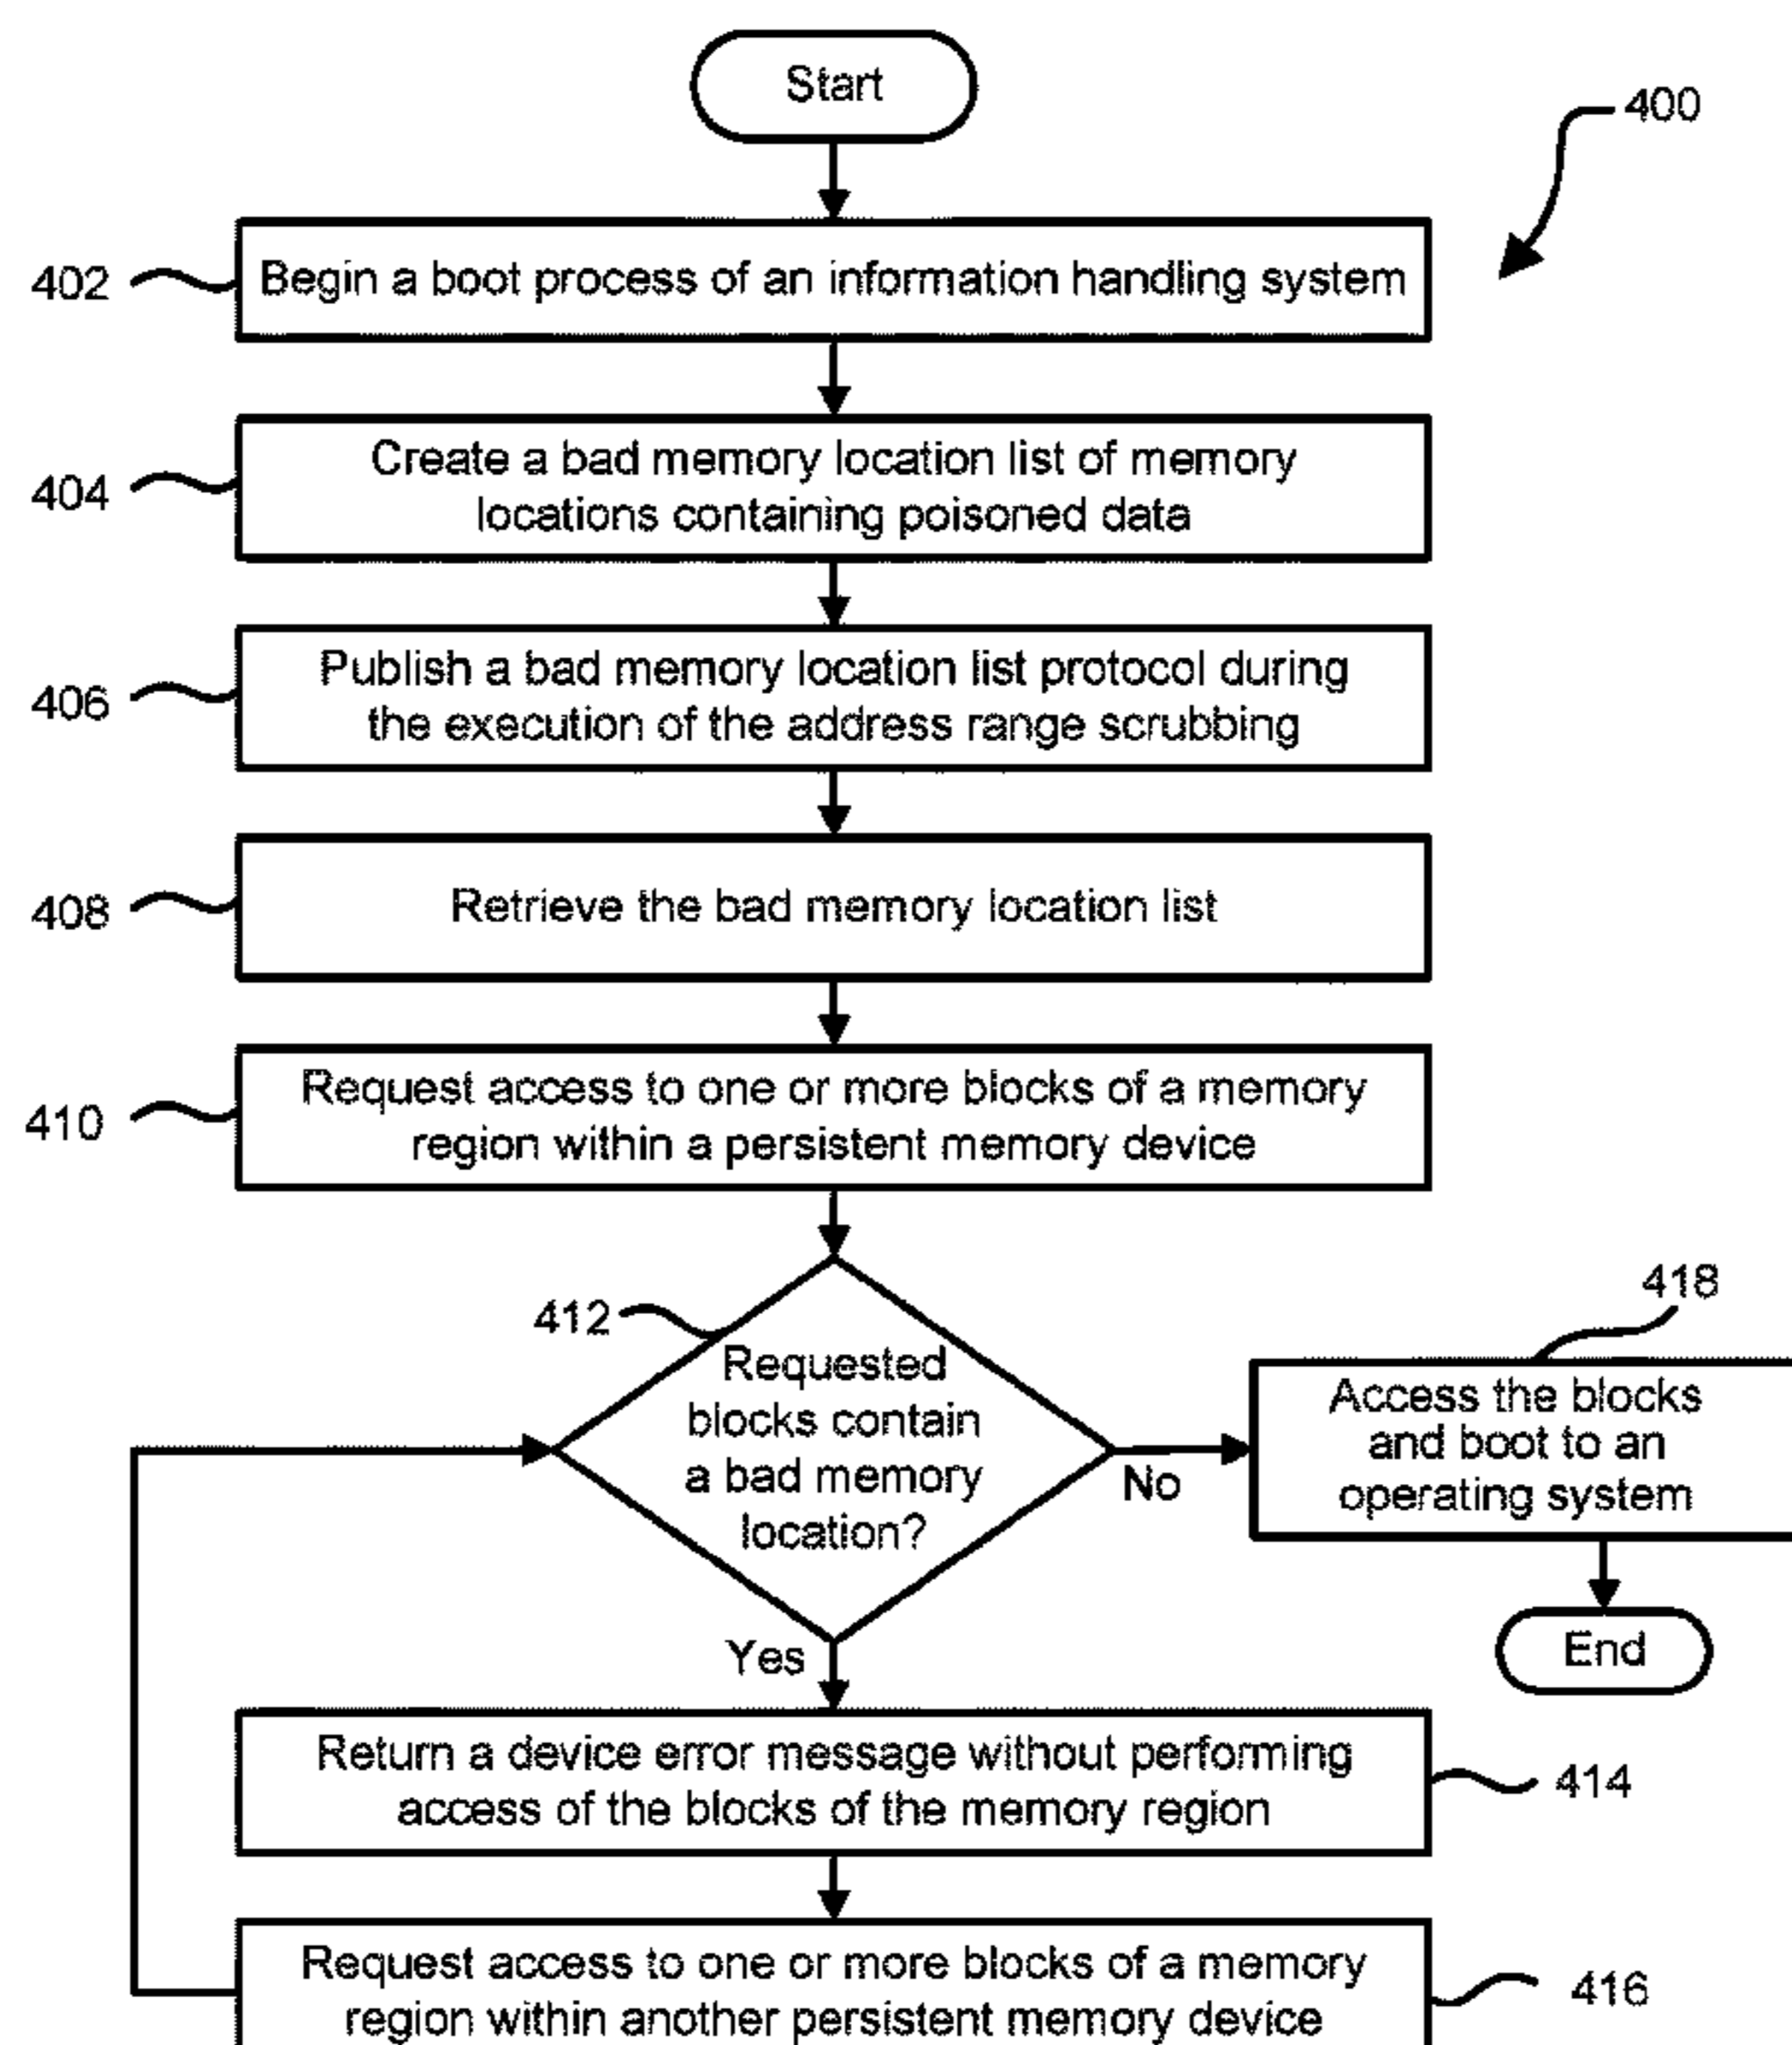 Start
400
402
Begin a boot process of an information handling system
404
Create a bad memory location list of memory
locations containing poisoned data
406
Publish a bad memory location list protocol during
the execution of the address range scrubbing
408
Retrieve the bad memory location list
410
Request access to one or more blocks of a memory
region within a persistent memory device
412
Requested
blocks contain
a bad memory
location?
No
Yes
418
Access the blocks
and boot to an
operating system
End
Return a device error message without performing
access of the blocks of the memory region
414
Request access to one or more blocks of a memory
region within another persistent memory device
416